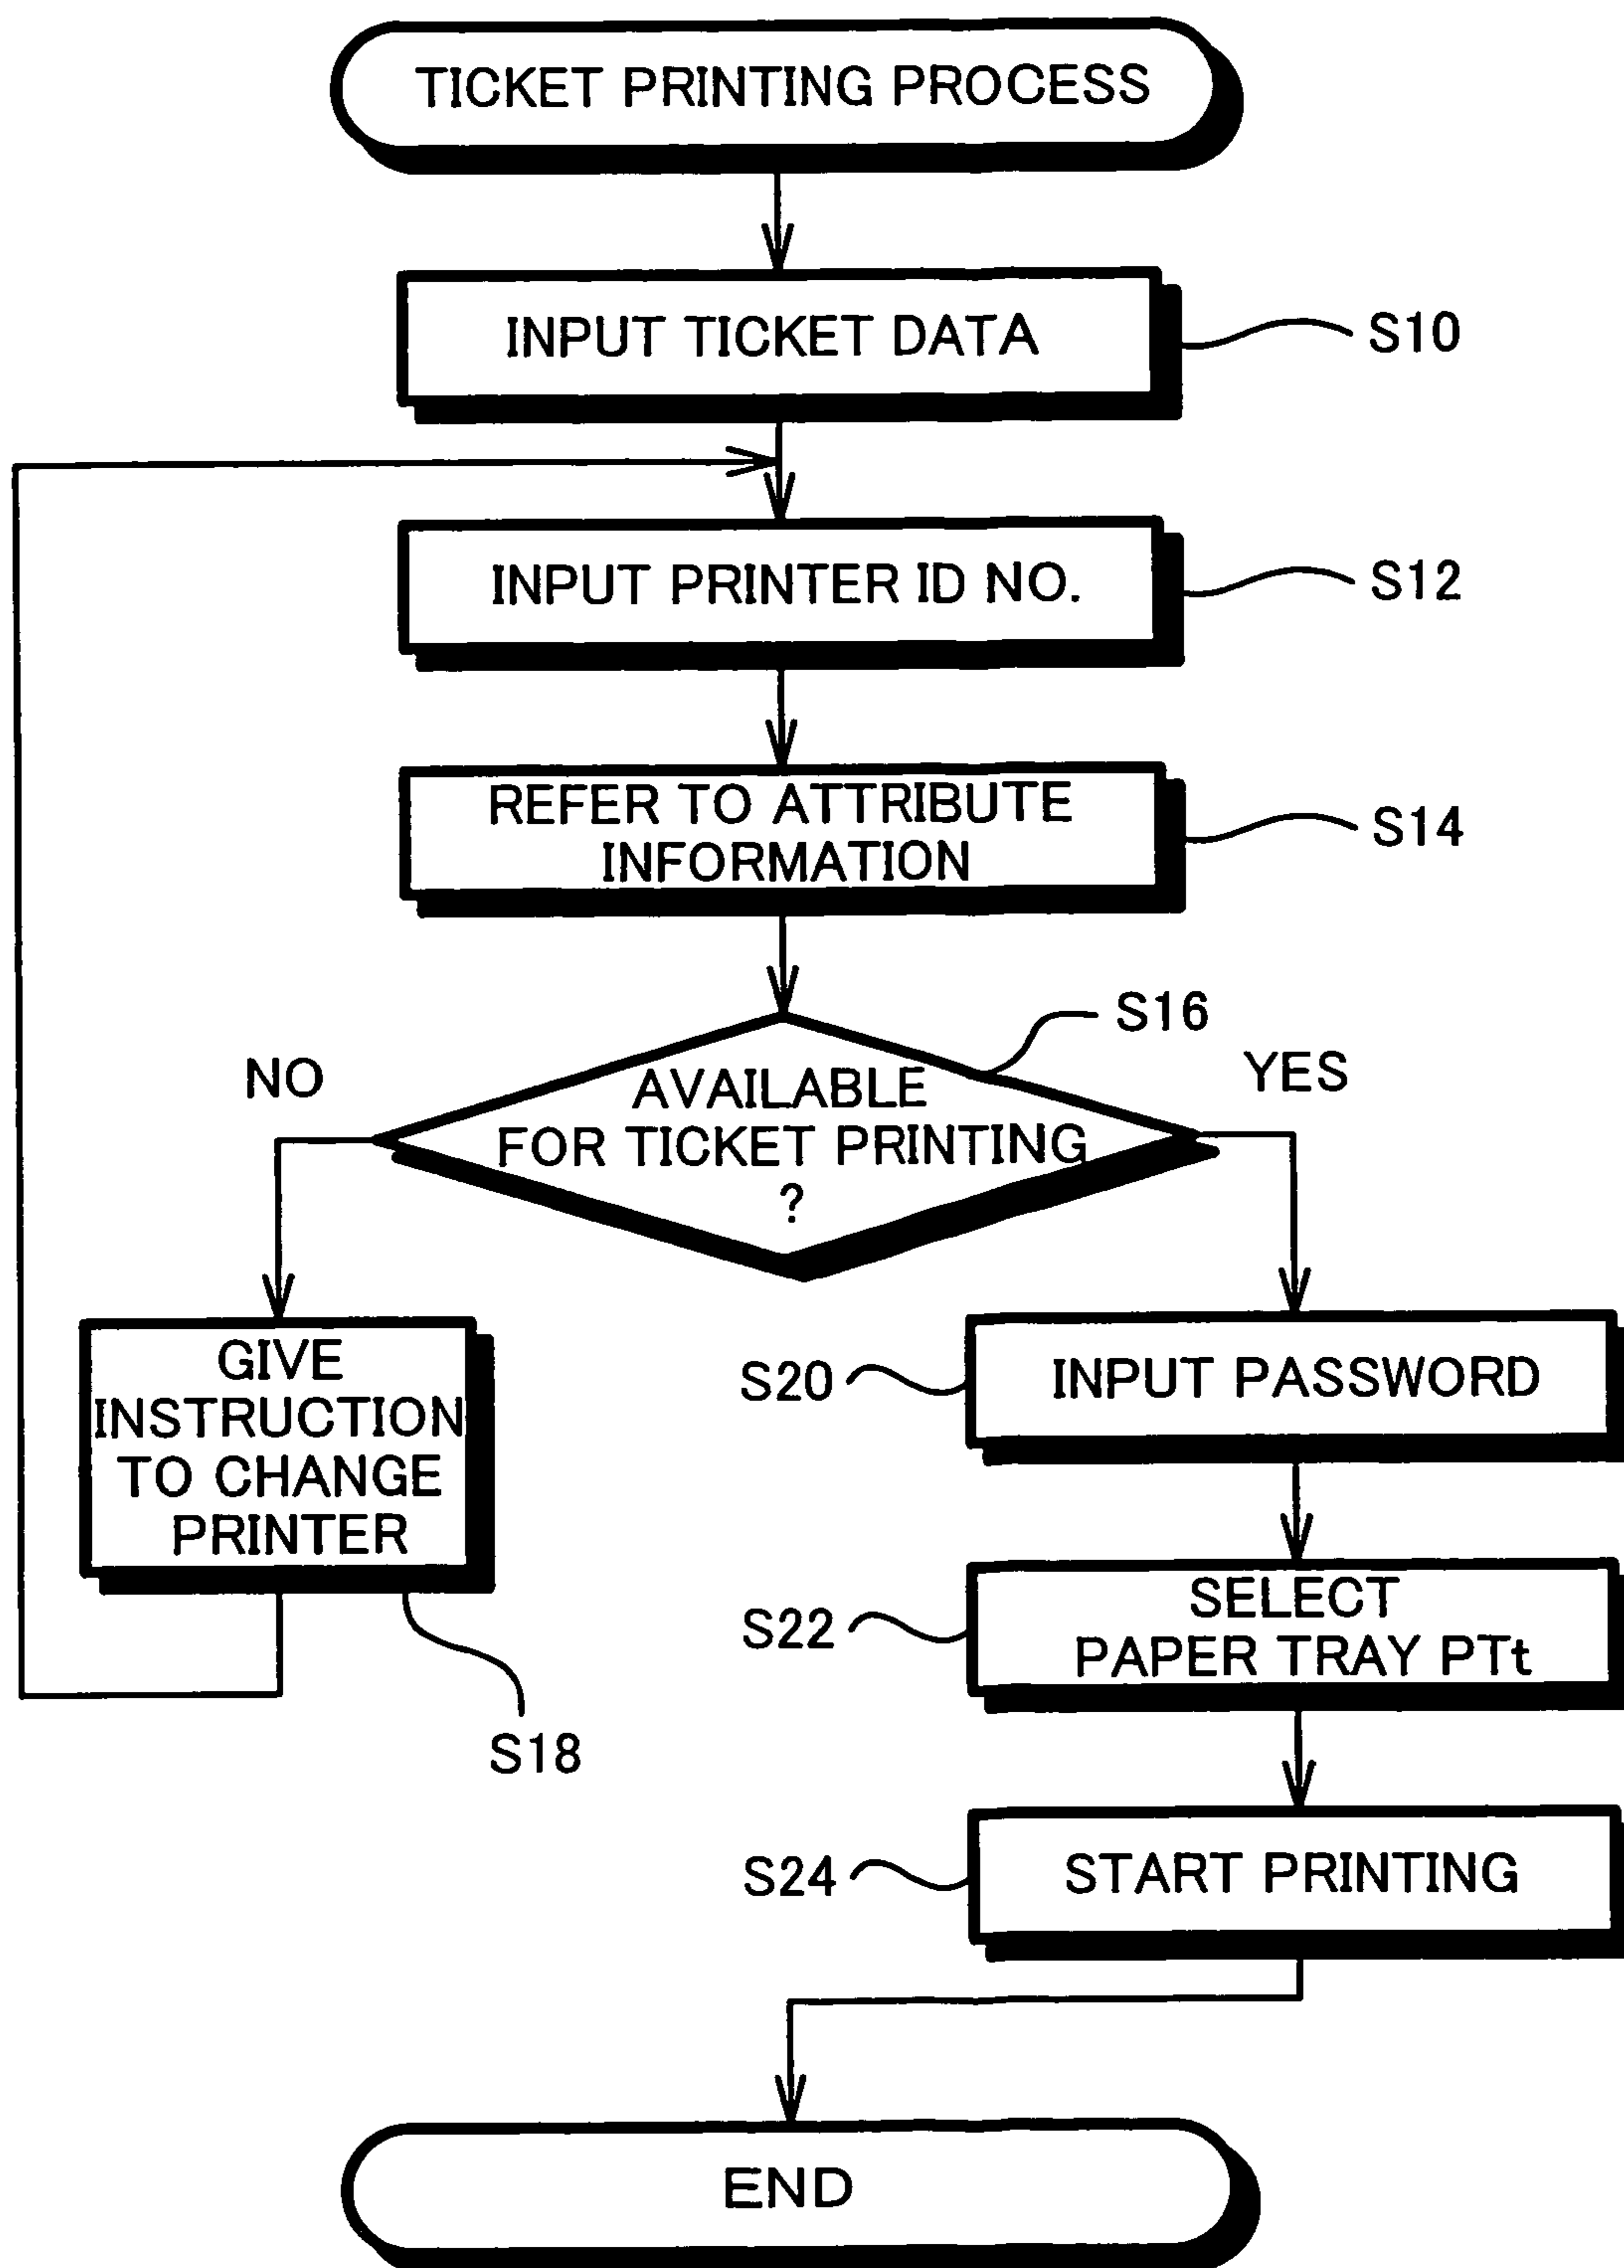 TICKET PRINTING PROCESS
INPUT TICKET DATA
S10
INPUT PRINTER ID NO.
S12
REFER TO ATTRIBUTE
INFORMATION
S14
S16
NO
YES
AVAILABLE
FOR TICKET PRINTING
?
GIVE
INSTRUCTION
TO CHANGE
PRINTER
S18
S20
INPUT PASSWORD
S22
SELECT
PAPER TRAY PTt
S24
START PRINTING
END